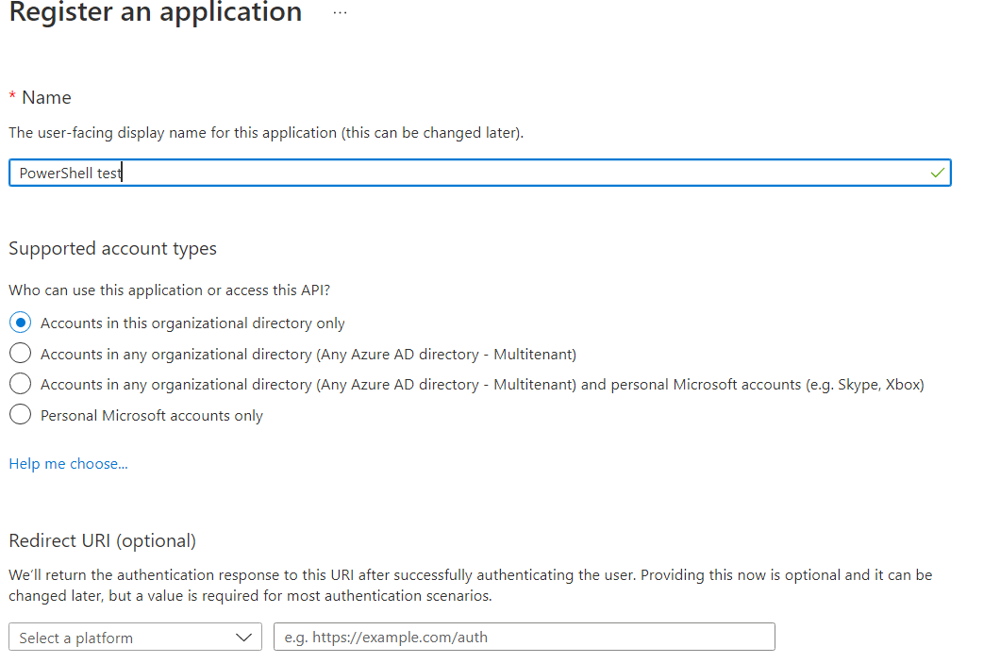 Register an application ...
* Name
The user-facing display name for this application (this can be changed later).
PowerShell test
Supported account types
Who can use this application or access this API?
Accounts in this organizational directory only
Accounts in any organizational directory (Any Azure AD directory - Multitenant)
Accounts in any organizational directory (Any Azure AD directory - Multitenant) and personal Microsoft accounts (e.g. Skype, Xbox)
Personal Microsoft accounts only
Help me choose...
Redirect URI (optional)
We'll return the authentication response to this URI after successfully authenticating the user. Providing this now is optional and it can be
changed later, but a value is required for most authentication scenarios.
Select a platform
e.g. https://example.com/auth